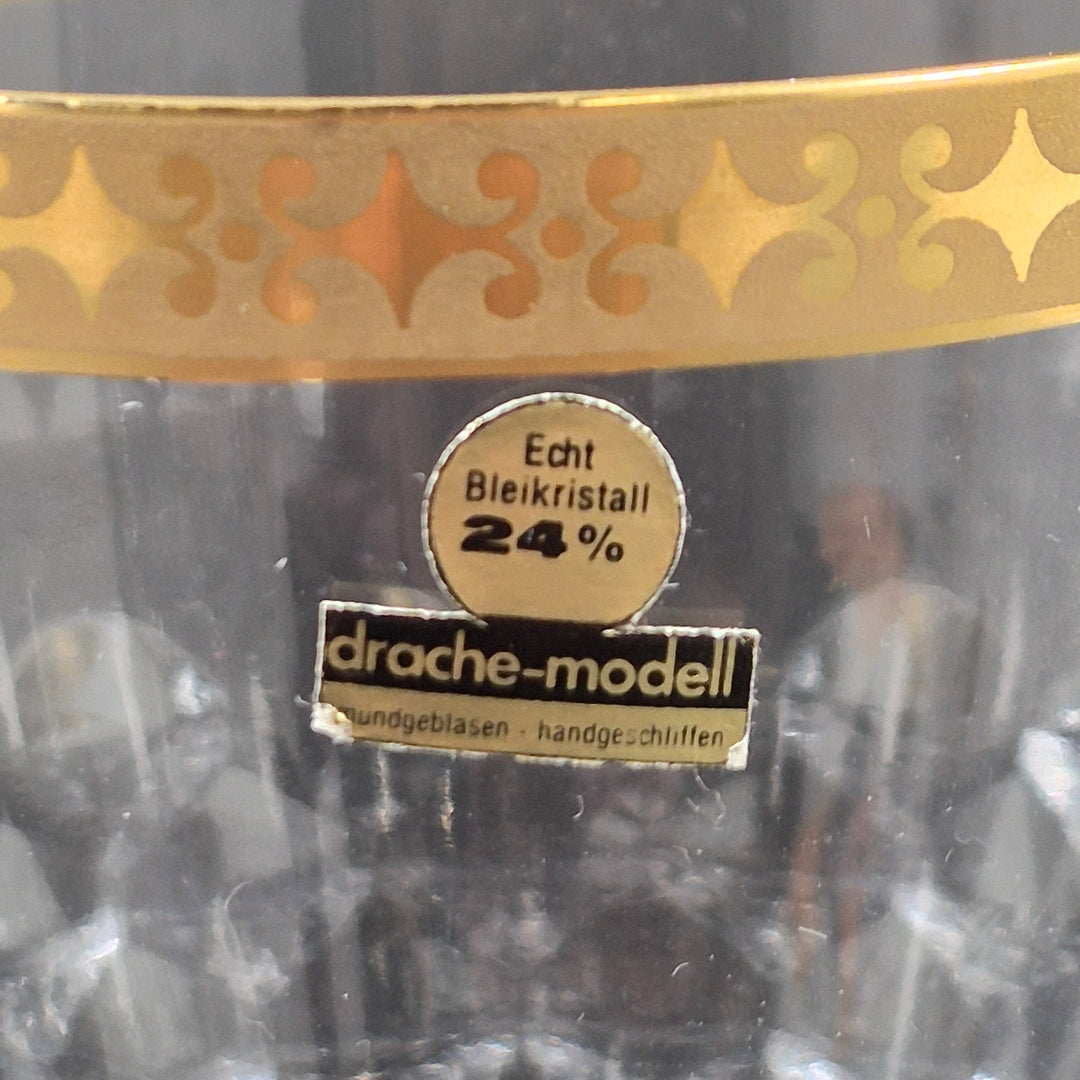 Echt
Bleikristall
24%
drache-modell
mundgeblasen · handgeschliffen